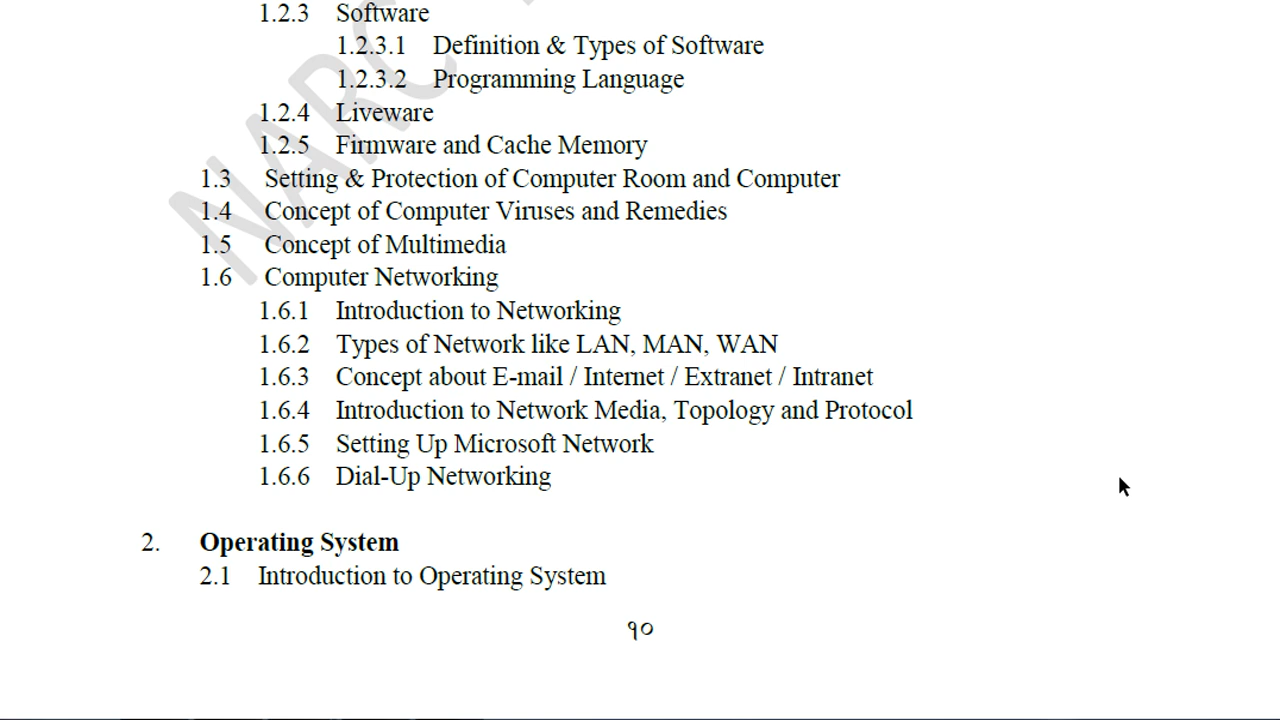 1.2.3 Software
1.2.3.1 Definition & Types of Software
1.2.3.2 Programming Language
1.2.4 Liveware
1.2.5 Firmware and Cache Memory
1.3 Setting & Protection of Computer Room and Computer
1.4 Concept of Computer Viruses and Remedies
1.5 Concept of Multimedia
1.6 Computer Networking
1.6.1 Introduction to Networking
1.6.2 Types of Network like LAN, MAN, WAN
1.6.3 Concept about E-mail / Internet / Extranet / Intranet
1.6.4 Introduction to Network Media, Topology and Protocol
1.6.5 Setting Up Microsoft Network
1.6.6 Dial-Up Networking
2. Operating System
2.1 Introduction to Operating System
१०
NARC